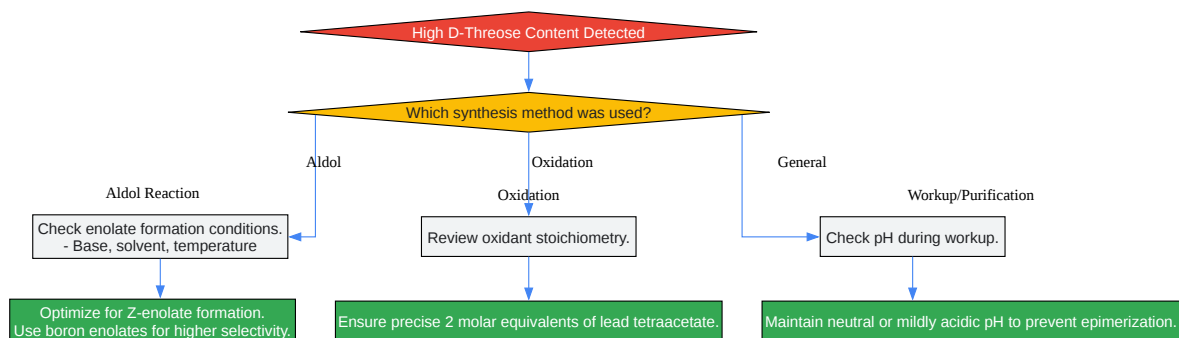 High D-Threose Content Detected
Which synthesis method was used?
Aldol
Oxidation
General
Aldol Reaction
Oxidation
Workup/Purification
Check enolate formation conditions.
- Base, solvent, temperature
Review oxidant stoichiometry.
Check pH during workup.
Optimize for Z-enolate formation.
Use boron enolates for higher selectivity.
Ensure precise 2 molar equivalents of lead tetraacetate.
Maintain neutral or mildly acidic pH to prevent epimerization.